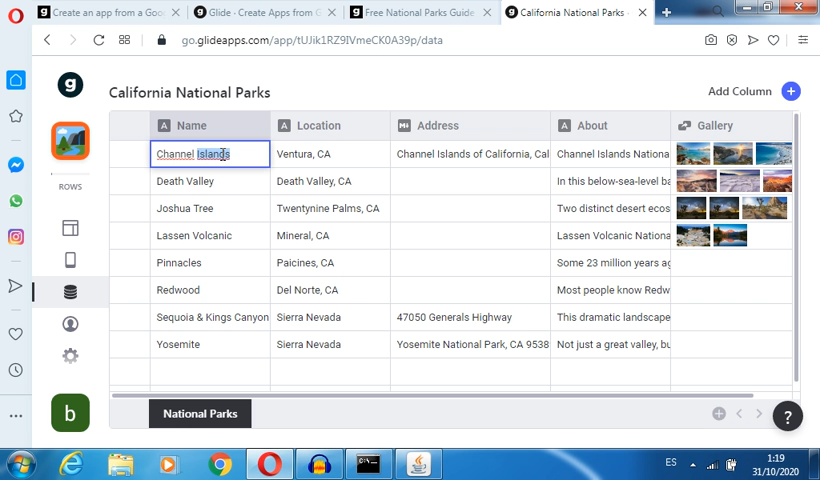 Create an app from a Goo
Glide - Create Apps from G
Free National Parks Guide
California National Parks -
go.glideapps.com/app/tUJik1RZ9IVmeCK0A39p/data
g
California National Parks
Add Column
ROWS
Name
Location
Address
About
Gallery
Channel Islands
Ventura, CA
Channel Islands of California, Cal
Channel Islands Nationa
Death Valley
Death Valley, CA
In this below-sea-level ba
Joshua Tree
Twentynine Palms, CA
Two distinct desert ecos
Lassen Volcanic
Mineral, CA
Lassen Volcanic Nationa
Pinnacles
Paicines, CA
Some 23 million years ag
Redwood
Del Norte, CA
Most people know Redw
Sequoia & Kings Canyon
Sierra Nevada
47050 Generals Highway
This dramatic landscape
Yosemite
Sierra Nevada
Yosemite National Park, CA 9538
Not just a great valley, bu
b
National Parks
?
ES
1:19
31/10/2020